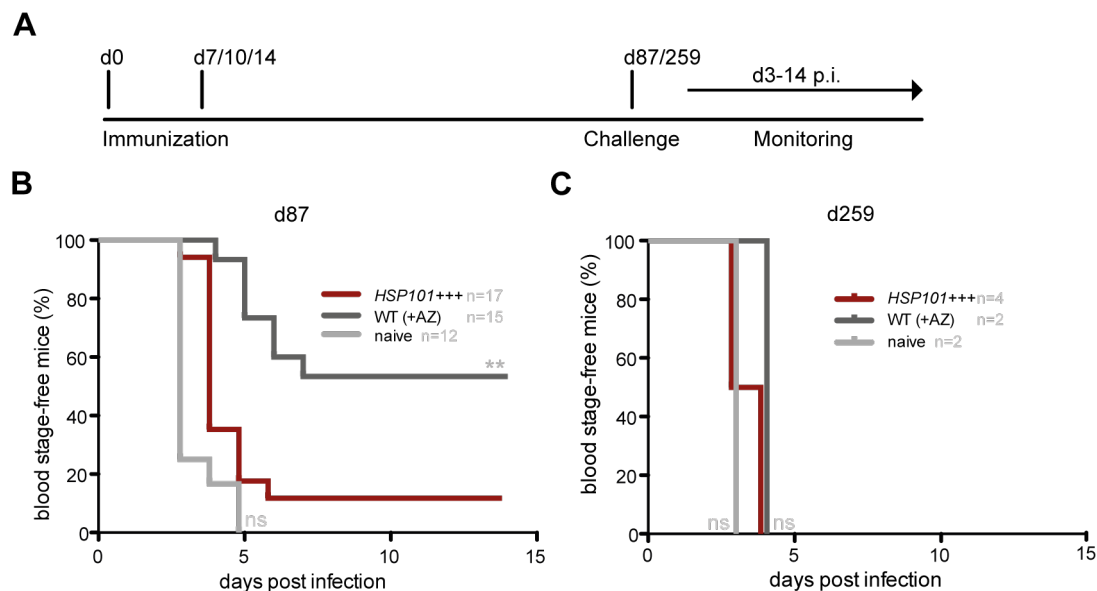 A
d0
d7/10/14
d87/259
d3-14 p.i.
Immunization
Challenge
Monitoring
B
d87
100
80
60
40
20
0
blood stage-free mice (%)
HSP101+++ n=17
WT (+AZ) n=15
naive n=12
**
ns
0
5
10
15
days post infection
C
d259
100
80
60
40
20
0
blood stage-free mice (%)
HSP101+++ n=4
WT (+AZ) n=2
naive n=2
ns
ns
0
5
10
15
days post infection